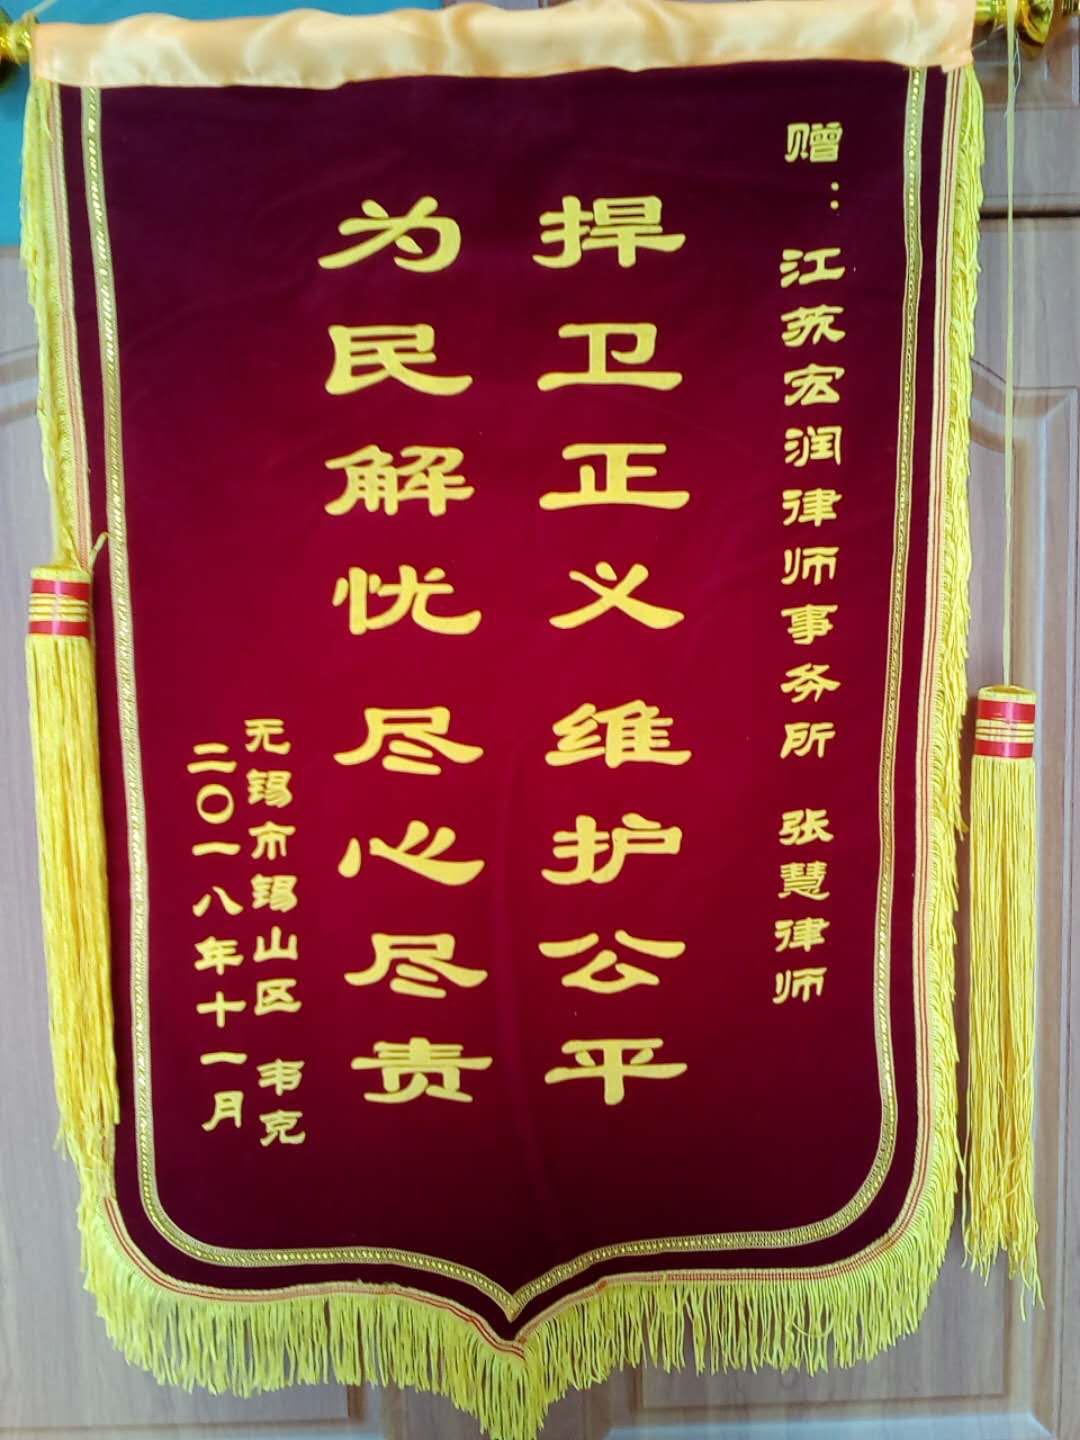 赠：江苏宏润律师事务所 张慧律师
捍卫正义维护公平
为民解忧尽心尽责
无锡市锡山区 韦克
二〇一八年十一月